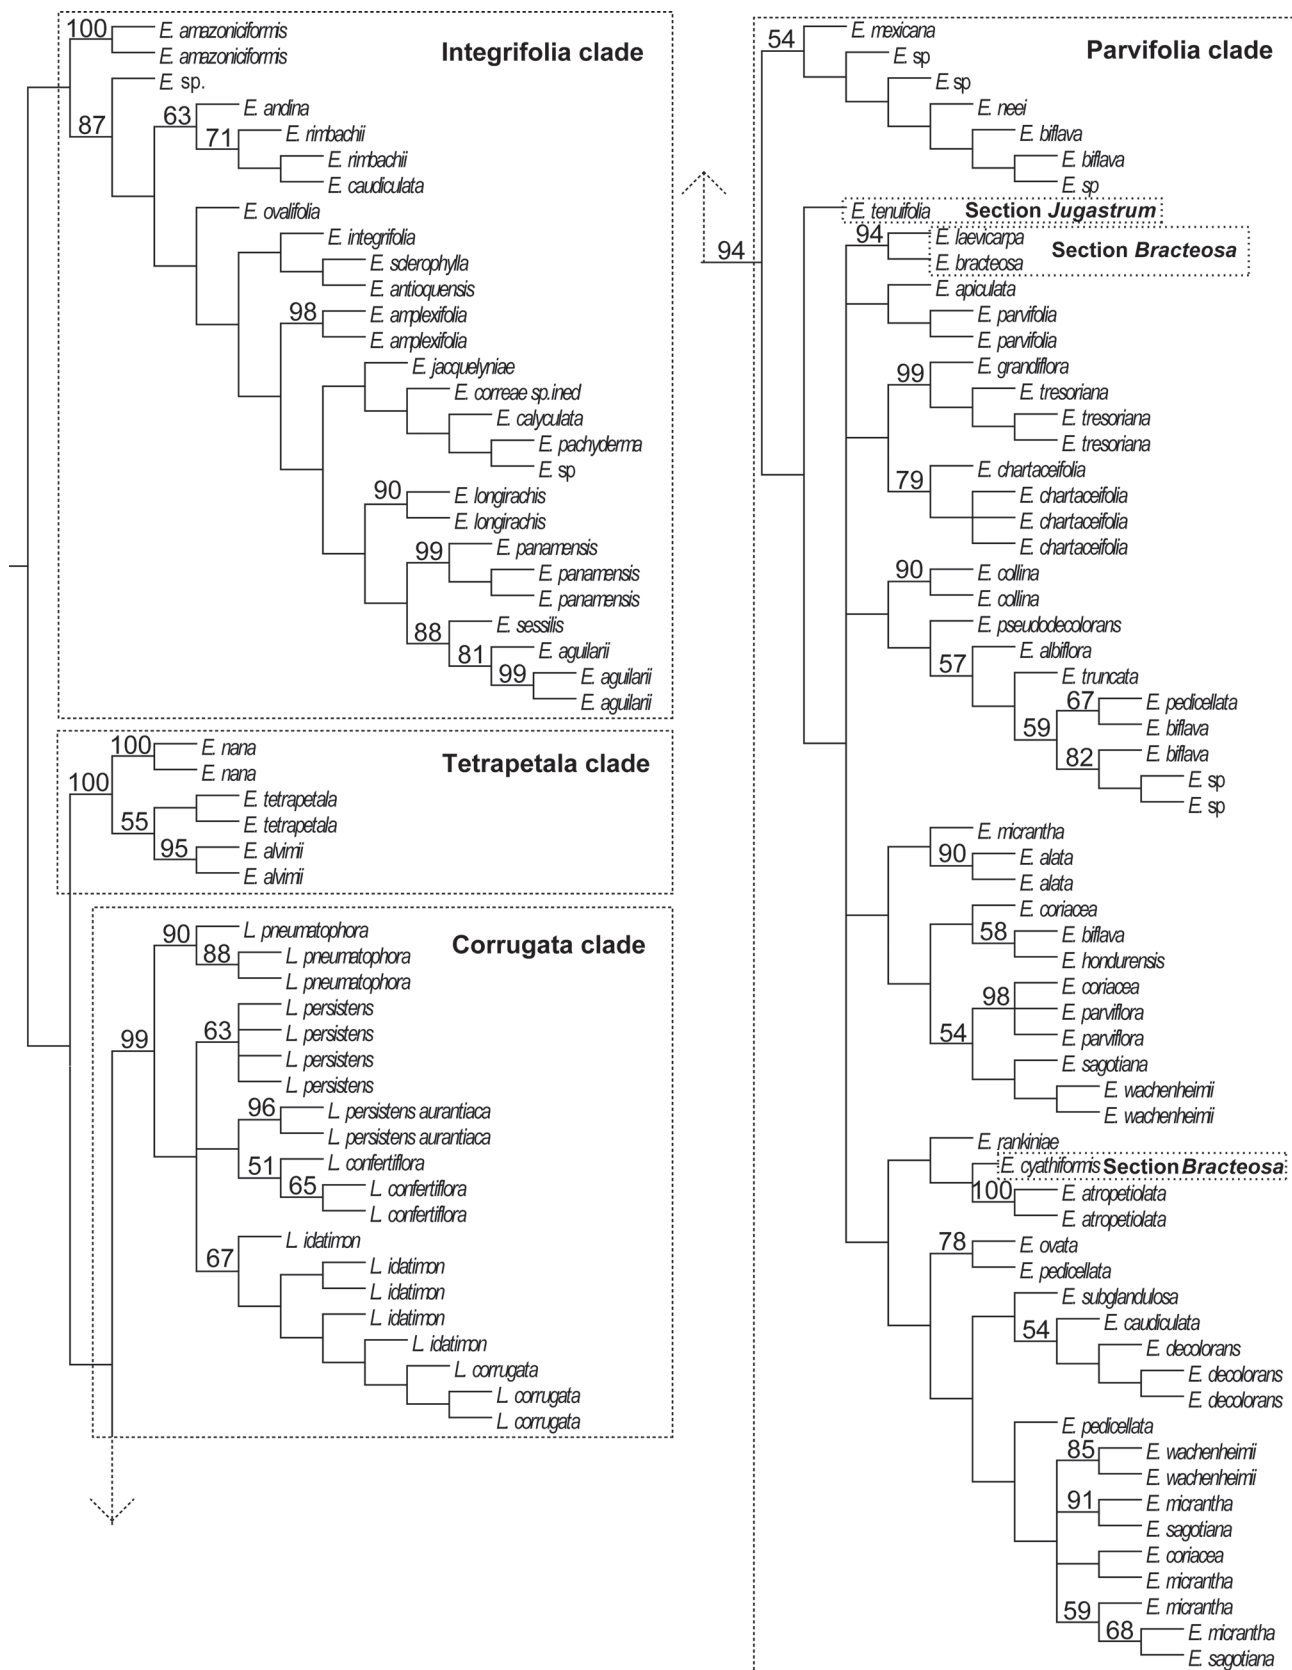 100
E. amazoniciformis
E. amazoniciformis
Integrifolia clade
E. sp.
87
63
E. andina
71
E. rimbachii
E. rimbachii
E. caudiculata
E. ovalifolia
E. integrifolia
E. sclerophylla
E. antioquensis
98
E. amplexifolia
E. amplexifolia
E. jacquelyniae
E. correae sp.ined
E. calyculata
E. pachyderma
E. sp
90
E. longirachis
E. longirachis
99
E. panamensis
E. panamensis
E. panamensis
88
E. sessilis
81
E. aguilarii
99
E. aguilarii
E. aguilarii
Tetrapetala clade
100
100
E. nana
E. nana
55
E. tetrapetala
E. tetrapetala
95
E. alvimii
E. alvimii
Corrugata clade
99
90
L. pneumatophora
88
L. pneumatophora
L. pneumatophora
63
L. persistens
L. persistens
L. persistens
L. persistens
96
L. persistens aurantiaca
L. persistens aurantiaca
51
L. confertiflora
65
L. confertiflora
L. confertiflora
67
L. idatimon
L. idatimon
L. idatimon
L. idatimon
L. idatimon
L. corrugata
L. corrugata
L. corrugata
94
Parvifolia clade
54
E. mexicana
E. sp
E. sp
E. neei
E. biflava
E. biflava
E. sp
E. tenuifolia Section Jugastrum
94
E. laevicarpa
Section Bracteosa
E. bracteosa
E. apiculata
E. parvifolia
E. parvifolia
99
E. grandiflora
E. tresoriana
E. tresoriana
E. tresoriana
79
E. chartaceifolia
E. chartaceifolia
E. chartaceifolia
E. chartaceifolia
90
E. collina
E. collina
E. pseudodecolorans
57
E. albiflora
E. truncata
59
67
E. pedicellata
E. biflava
82
E. biflava
E. sp
E. sp
E. micrantha
90
E. alata
E. alata
E. coriacea
58
E. biflava
E. hondurensis
54
98
E. coriacea
E. parviflora
E. parviflora
E. sagotiana
E. wachenheimii
E. wachenheimii
E. rankiniae
E. cyathiformis Section Bracteosa
100
E. atropetiolata
E. atropetiolata
78
E. ovata
E. pedicellata
E. subglandulosa
54
E. caudiculata
E. decolorans
E. decolorans
E. decolorans
E. pedicellata
85
E. wachenheimii
E. wachenheimii
91
E. micrantha
E. sagotiana
E. coriacea
E. micrantha
59
E. micrantha
68
E. micrantha
E. sagotiana